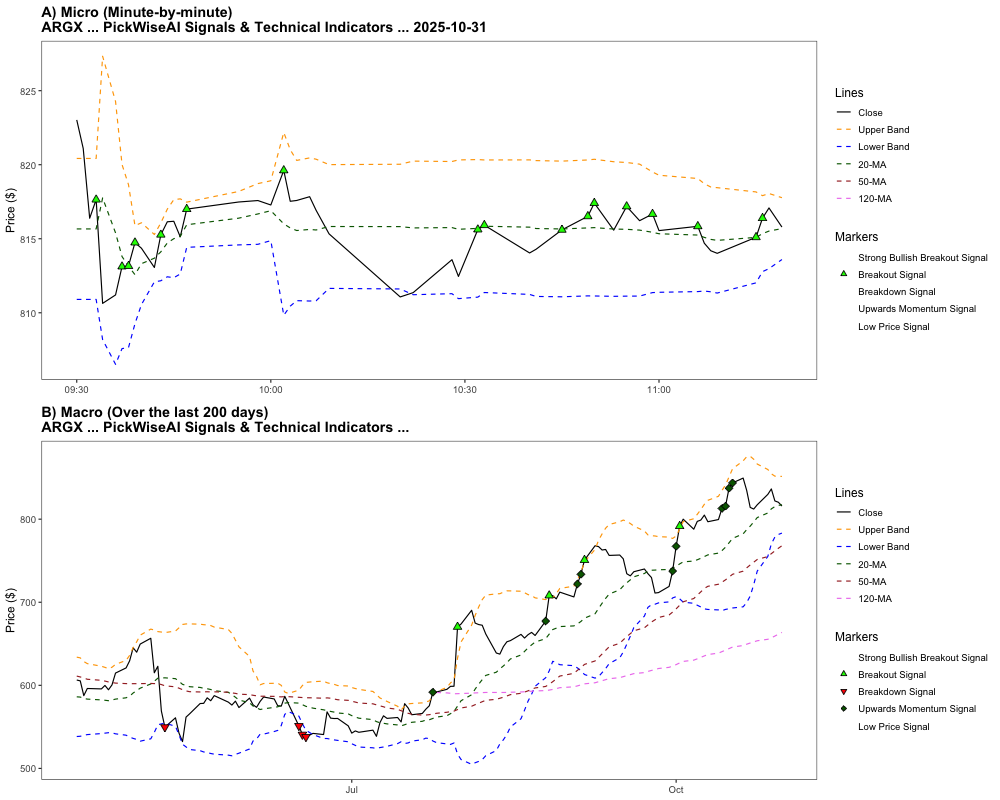 A) Micro (Minute-by-minute)
ARGX ... PickWiseAI Signals & Technical Indicators ... 2025-10-31
Price ($)
825
820
815
810
09:30
10:00
10:30
11:00
Lines
Close
Upper Band
Lower Band
20-MA
50-MA
120-MA
Markers
Strong Bullish Breakout Signal
Breakout Signal
Breakdown Signal
Upwards Momentum Signal
Low Price Signal
B) Macro (Over the last 200 days)
ARGX ... PickWiseAI Signals & Technical Indicators ...
Price ($)
800
700
600
500
Jul
Oct
Lines
Close
Upper Band
Lower Band
20-MA
50-MA
120-MA
Markers
Strong Bullish Breakout Signal
Breakout Signal
Breakdown Signal
Upwards Momentum Signal
Low Price Signal